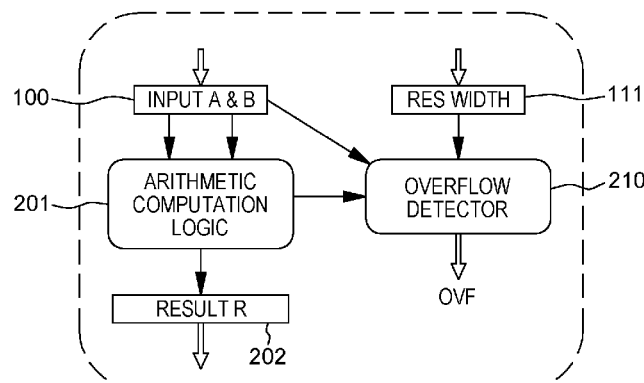 100
INPUT A & B
RES WIDTH
111
201
ARITHMETIC
COMPUTATION
LOGIC
OVERFLOW
DETECTOR
210
OVF
RESULT R
202